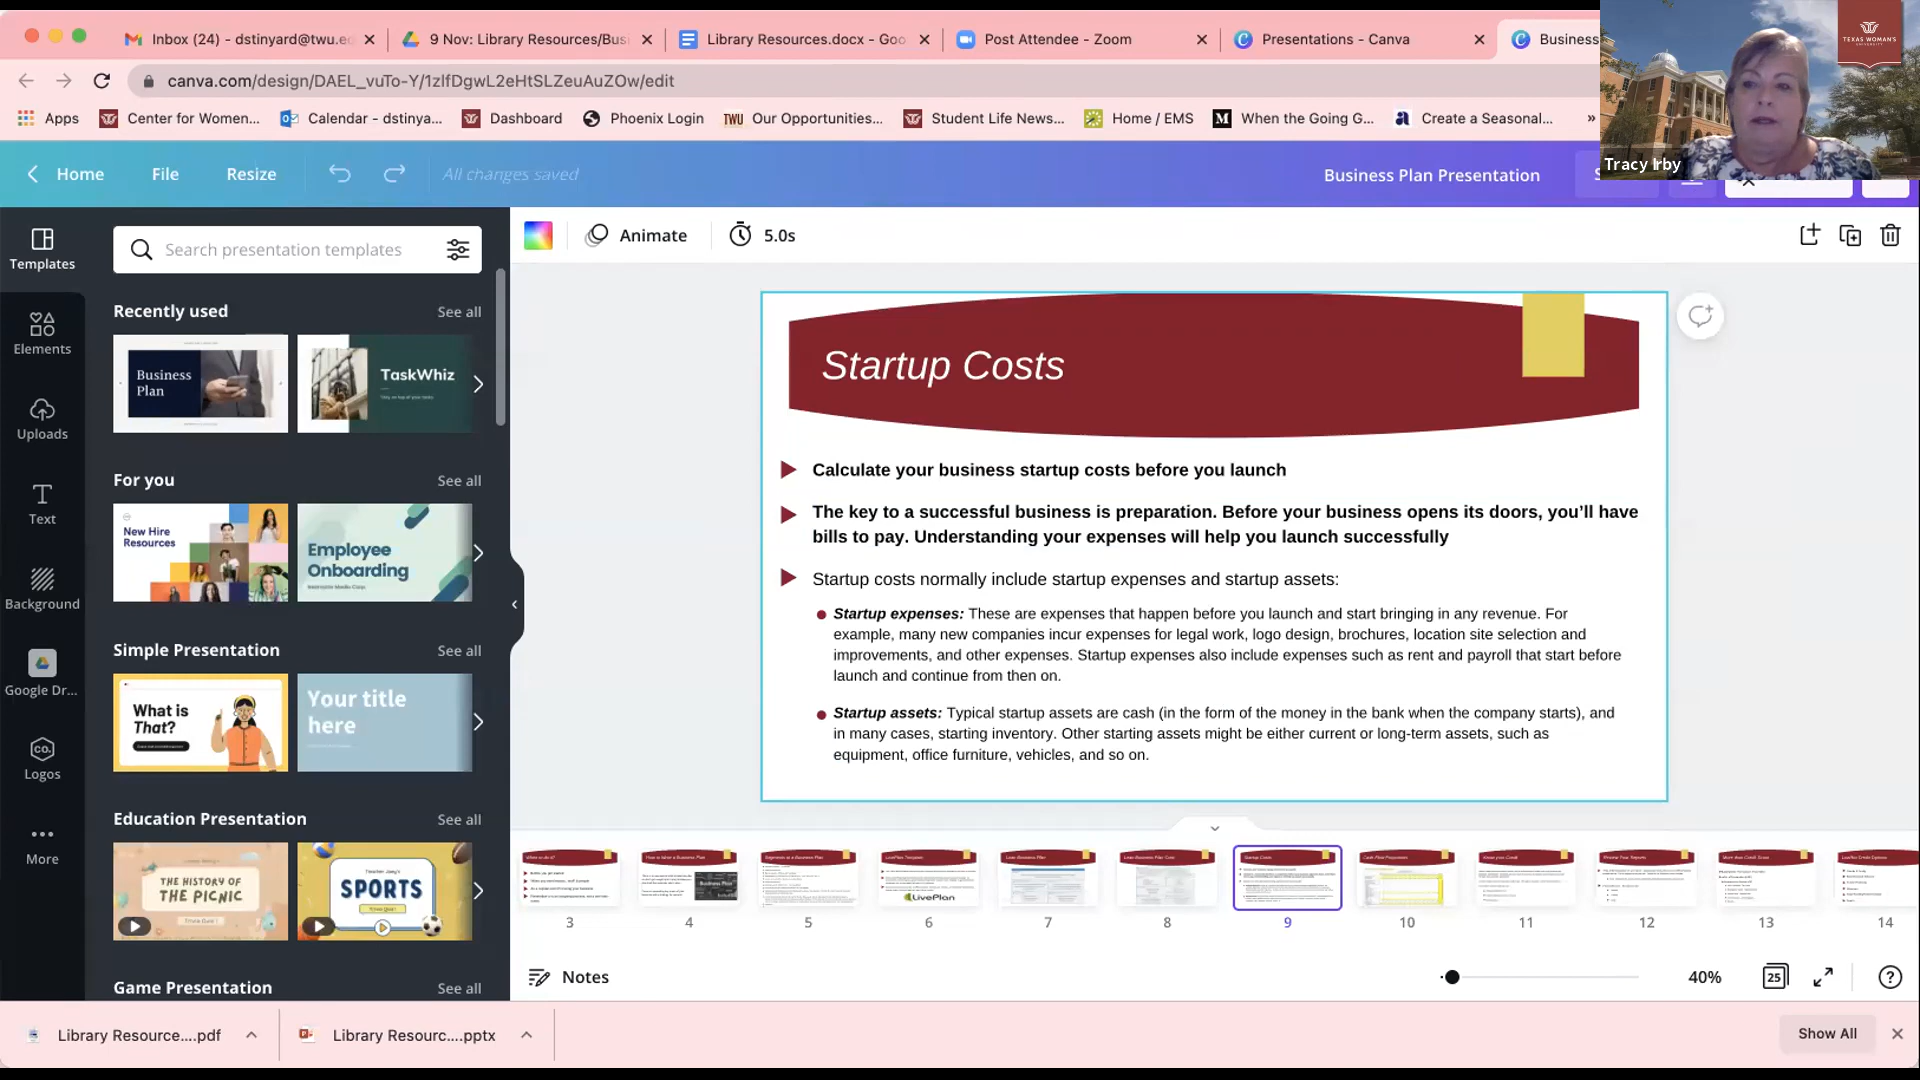 Inbox (24) - dstinyard@twu.e
9 Nov: Library Resources/Bus
Library Resources.docx - Goo
Post Attendee - Zoom
Presentations - Canva
Business
TEXAS WOMAN'S
UNIVERSITY
canva.com/design/DAEL_vuTo-Y/1zlfDgwL2eHtSLZeuAuZOw/edit
Apps
Center for Women...
Calendar - dstinya...
Dashboard
Phoenix Login
TWU Our Opportunities...
Student Life News...
Home / EMS
When the Going G...
Create a Seasonal...
»
Tracy Irby
Home
File
Resize
All changes saved
Business Plan Presentation
Templates
Elements
Uploads
Text
Background
Google Dr...
CO.
Logos
More
Search presentation templates
Recently used
See all
Business
Plan
TaskWhiz
For you
See all
New Hire
Resources
Employee
Onboarding
Simple Presentation
See all
What is
That?
Your title
here
Education Presentation
See all
THE HISTORY OF
THE PICNIC
SPORTS
Game Presentation
See all
Animate
5.0s
Startup Costs
Calculate your business startup costs before you launch
The key to a successful business is preparation. Before your business opens its doors, you'll have
bills to pay. Understanding your expenses will help you launch successfully
Startup costs normally include startup expenses and startup assets:
Startup expenses: These are expenses that happen before you launch and start bringing in any revenue. For
example, many new companies incur expenses for legal work, logo design, brochures, location site selection and
improvements, and other expenses. Startup expenses also include expenses such as rent and payroll that start before
launch and continue from then on.
Startup assets: Typical startup assets are cash (in the form of the money in the bank when the company starts), and
in many cases, starting inventory. Other starting assets might be either current or long-term assets, such as
equipment, office furniture, vehicles, and so on.
LivePlan
3
4
5
6
7
8
9
10
11
12
13
14
Notes
40%
25
Library Resource....pdf
Library Resourc....pptx
Show All